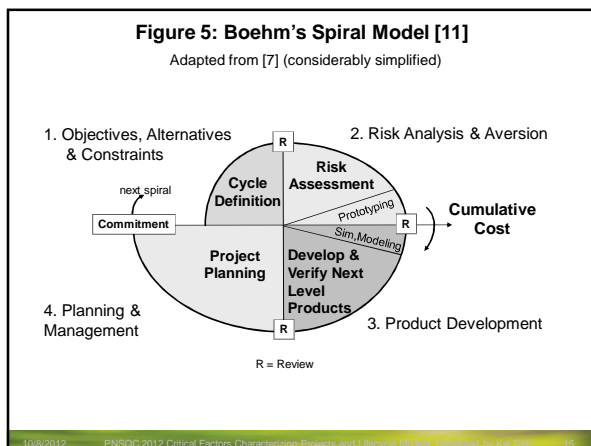 Figure 5: Boehm's Spiral Model [11]
Adapted from [7] (considerably simplified)
1. Objectives, Alternatives
& Constraints
2. Risk Analysis & Aversion
R
Cycle
Definition
Risk
Assessment
next spiral
Prototyping
Commitment
R
Cumulative
Cost
Sim,Modeling
Project
Planning
Develop &
Verify Next
Level
Products
4. Planning &
Management
3. Product Development
R
R = Review
10/8/2012 PNSQC 2012 Critical Factors Characterizing Projects and Lifecycle Models 15